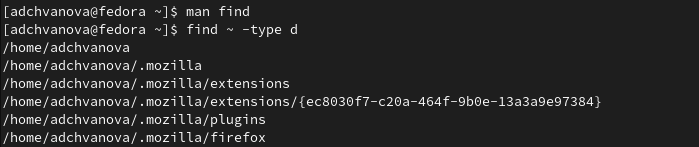 [adchvanova@fedora ~]$ man find
[adchvanova@fedora ~]$ find ~ -type d
/home/adchvanova
/home/adchvanova/.mozilla
/home/adchvanova/.mozilla/extensions
/home/adchvanova/.mozilla/extensions/{ec8030f7-c20a-464f-9b0e-13a3a9e97384}
/home/adchvanova/.mozilla/plugins
/home/adchvanova/.mozilla/firefox